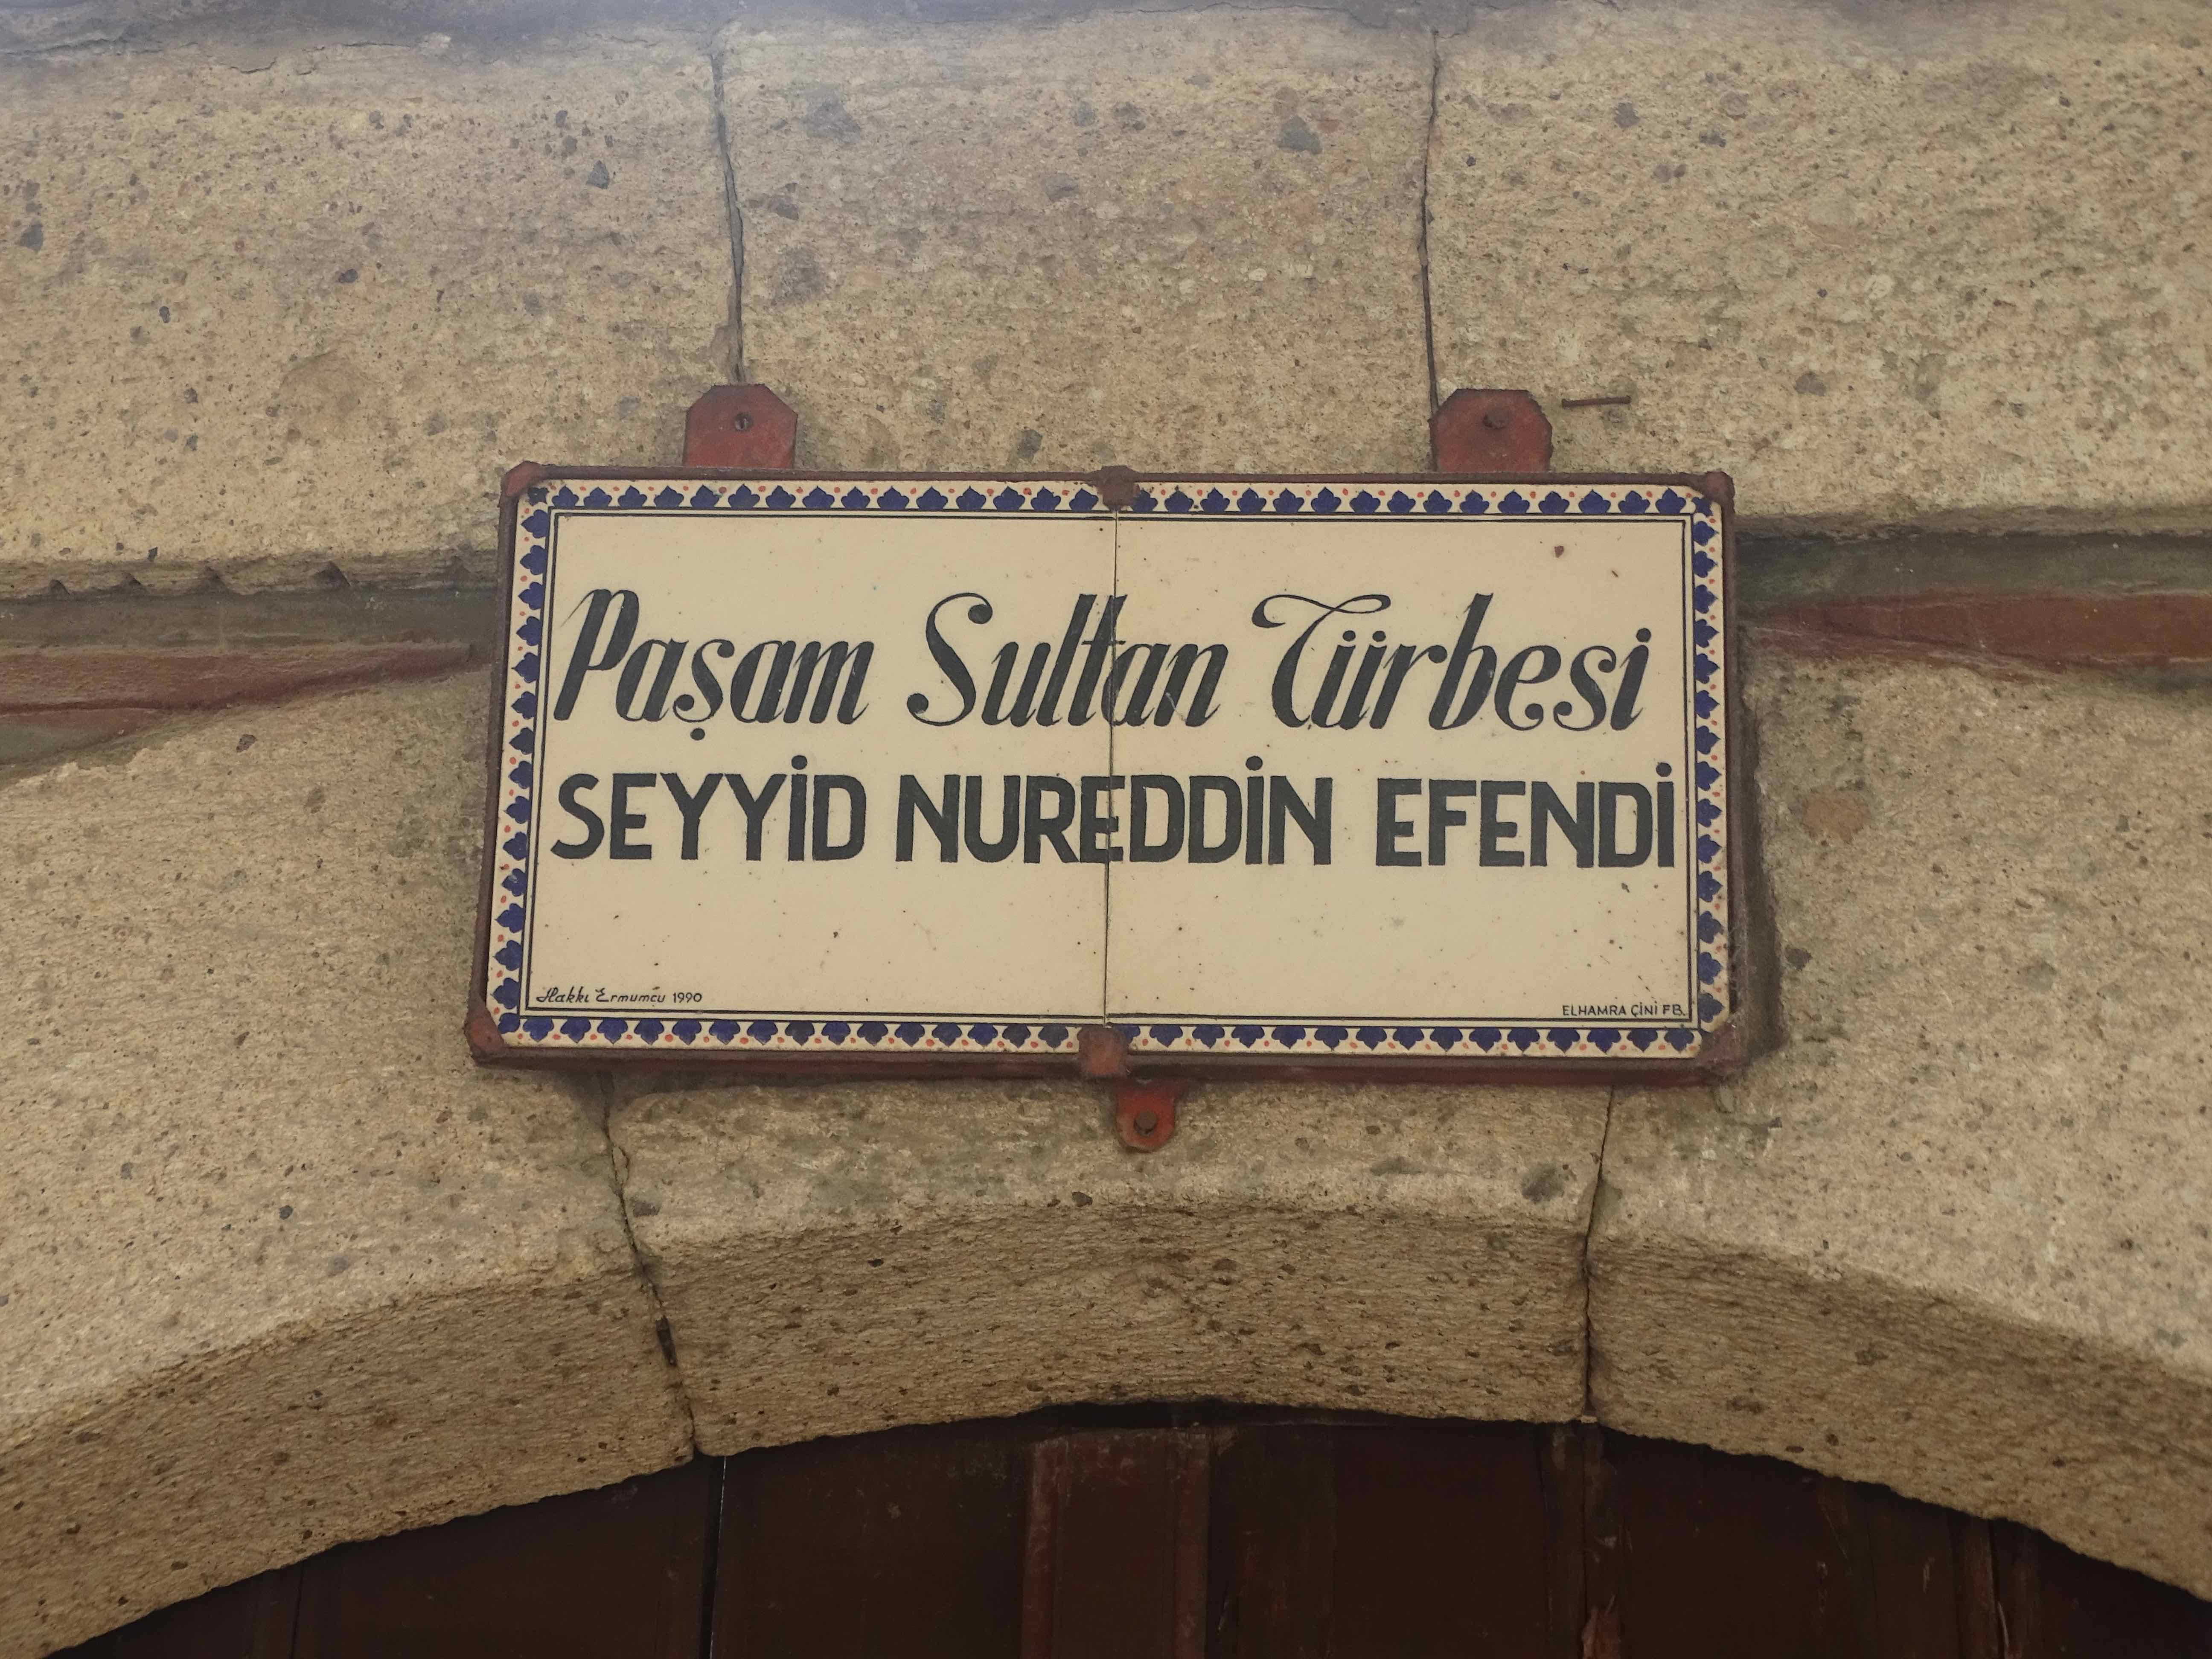 Paşam Sultan Türbesi
SEYYİD NUREDDİN EFENDİ
Hakkı Ermumcu 1990
ELHAMRA ÇİNİ FB.